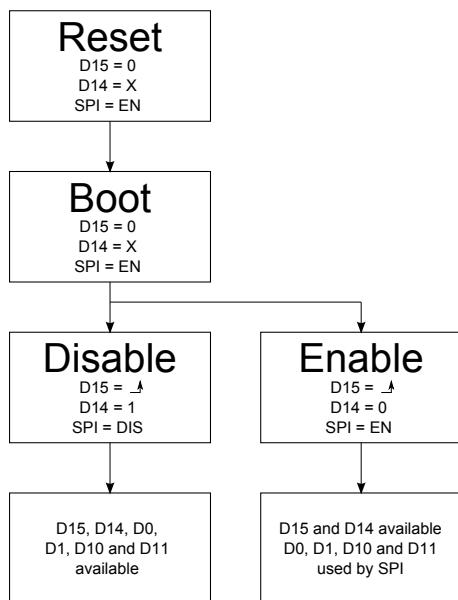 Reset
D15 = 0
D14 = X
SPI = EN
Boot
D15 = 0
D14 = X
SPI = EN
Disable
D15 =
D14 = 1
SPI = DIS
Enable
D15 =
D14 = 0
SPI = EN
D15, D14, D0,
D1, D10 and D11
available
D15 and D14 available
D0, D1, D10 and D11
used by SPI